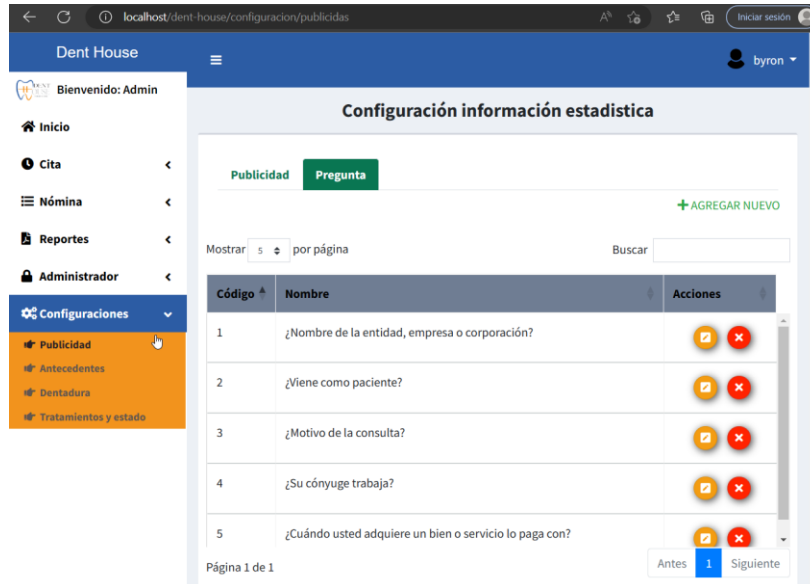 localhost/dent-house/configuracion/publicidas
Iniciar sesión
Dent House
byron
Bienvenido: Admin
Configuración información estadistica
Inicio
Cita
Nómina
Reportes
Administrador
Configuraciones
Publicidad
Antecedentes
Dentadura
Tratamientos y estado
Publicidad Pregunta
AGREGAR NUEVO
Mostrar 5 por página Buscar
Código Nombre Acciones
1 ¿Nombre de la entidad, empresa o corporación?
2 ¿Viene como paciente?
3 ¿Motivo de la consulta?
4 ¿Su cónyuge trabaja?
5 ¿Cuándo usted adquiere un bien o servicio lo paga con?
Página 1 de 1 Antes 1 Siguiente